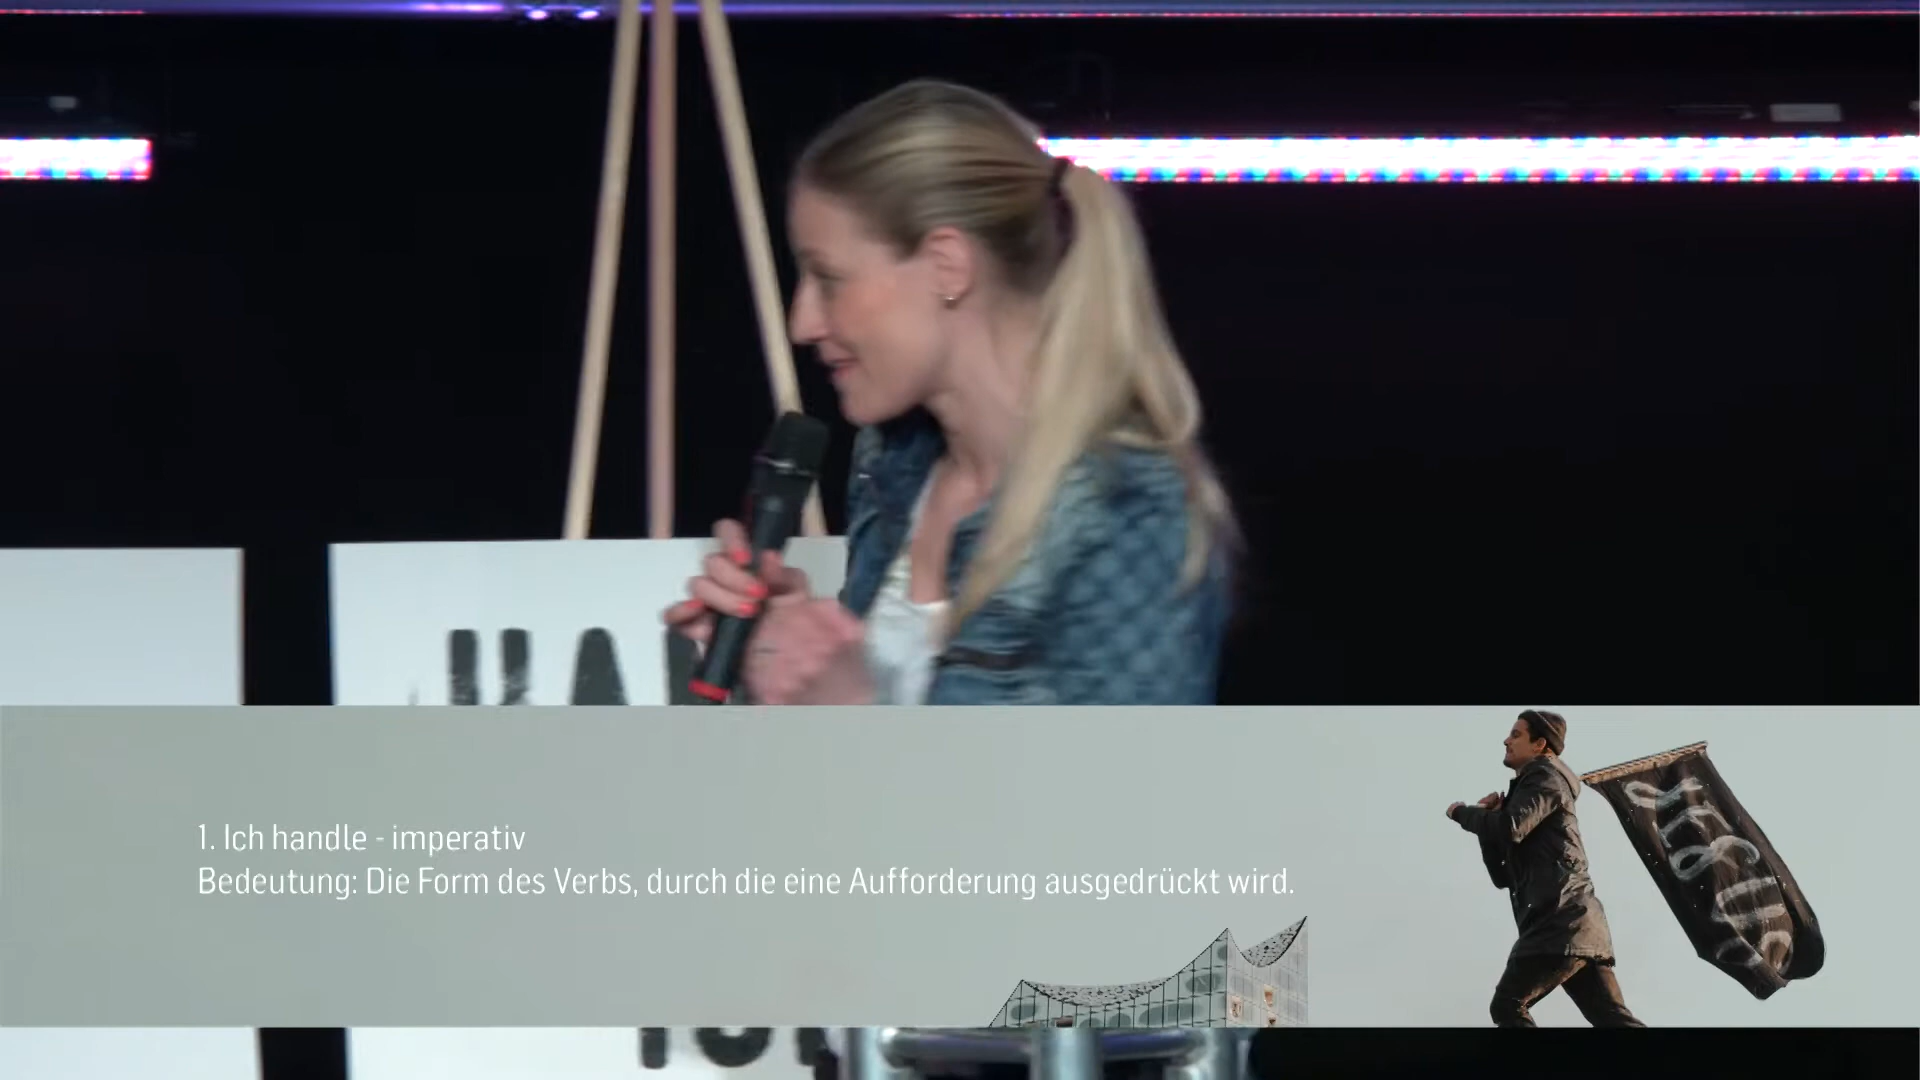 1. Ich handle - imperativ
Bedeutung: Die Form des Verbs, durch die eine Aufforderung ausgedrückt wird.
JESUS